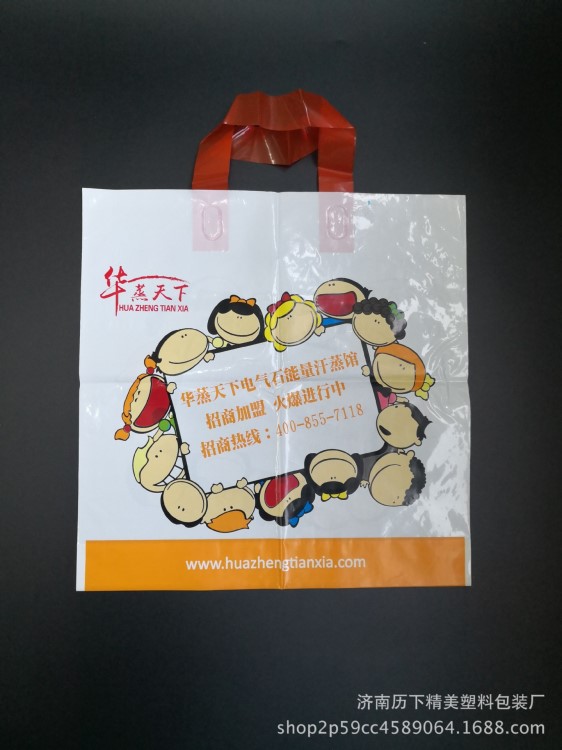 华蒸天下
HUA ZHENG TIAN XIA
华蒸天下电气石能量汗蒸馆
招商加盟 火爆进行中
招商热线：400-855-7118
www.huazhengtianxia.com
济南历下精美塑料包装厂
shop2p59cc4589064.1688.com